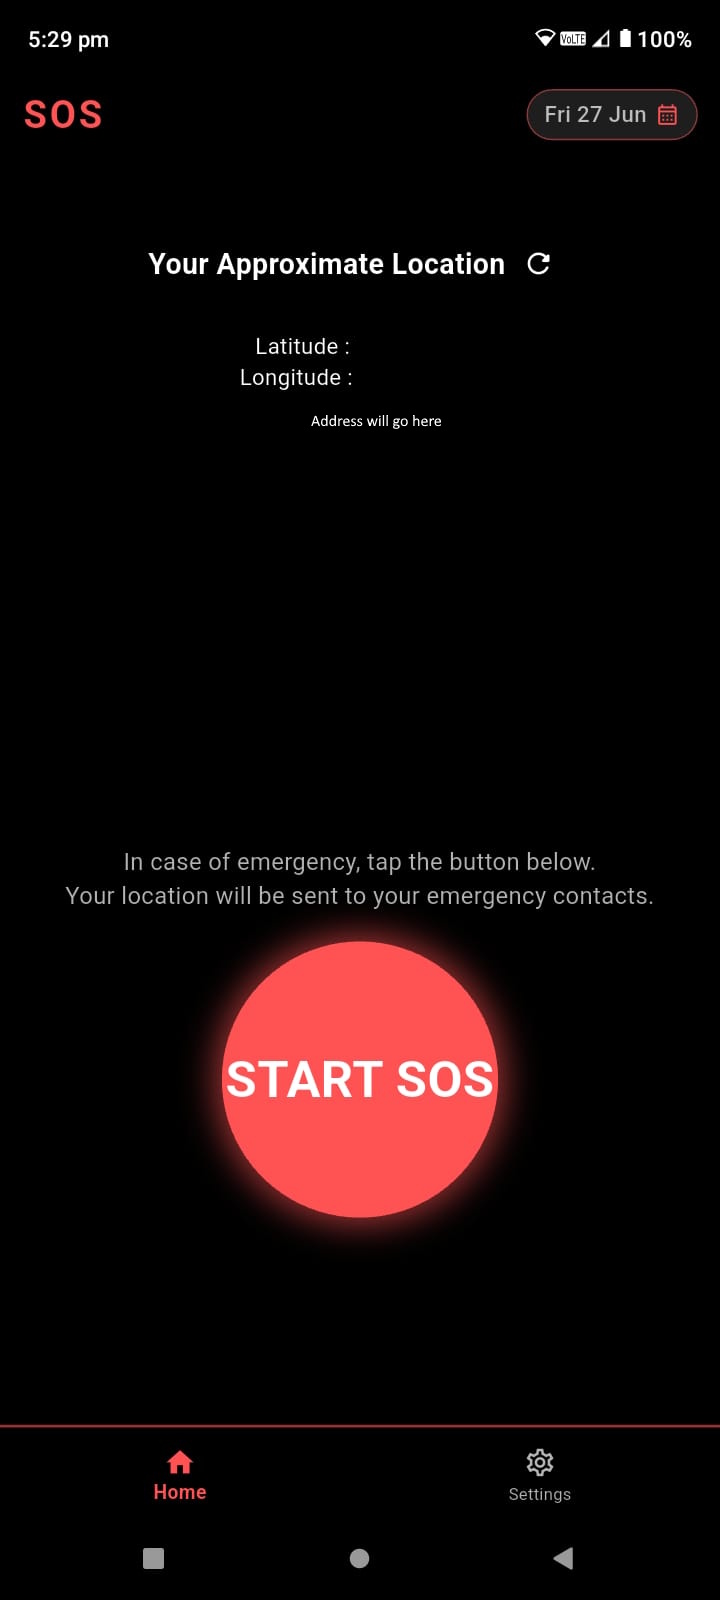 5:29 pm
VoLTE 100%
SOS
Fri 27 Jun
Your Approximate Location
Latitude :
Longitude :
Address will go here
In case of emergency, tap the button below.
Your location will be sent to your emergency contacts.
START SOS
Home
Settings